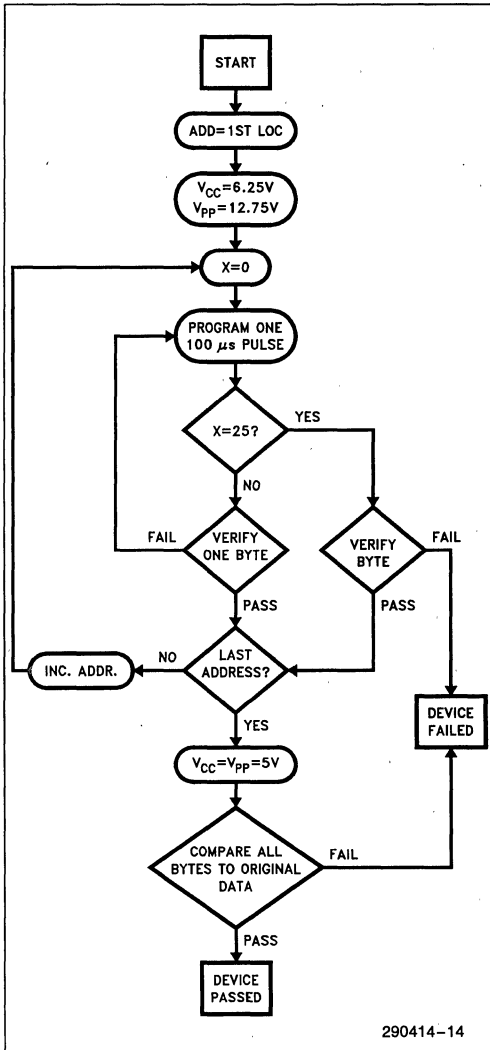 START
ADD=1ST LOC
VCC=6.25V
VPP=12.75V
X=0
PROGRAM ONE
100 μs PULSE
X=25?
YES
NO
VERIFY
ONE BYTE
FAIL
PASS
VERIFY
BYTE
FAIL
PASS
LAST
ADDRESS?
NO
INC. ADDR.
YES
DEVICE
FAILED
VCC=VPP=5V
COMPARE ALL
BYTES TO ORIGINAL
DATA
FAIL
PASS
DEVICE
PASSED
290414-14